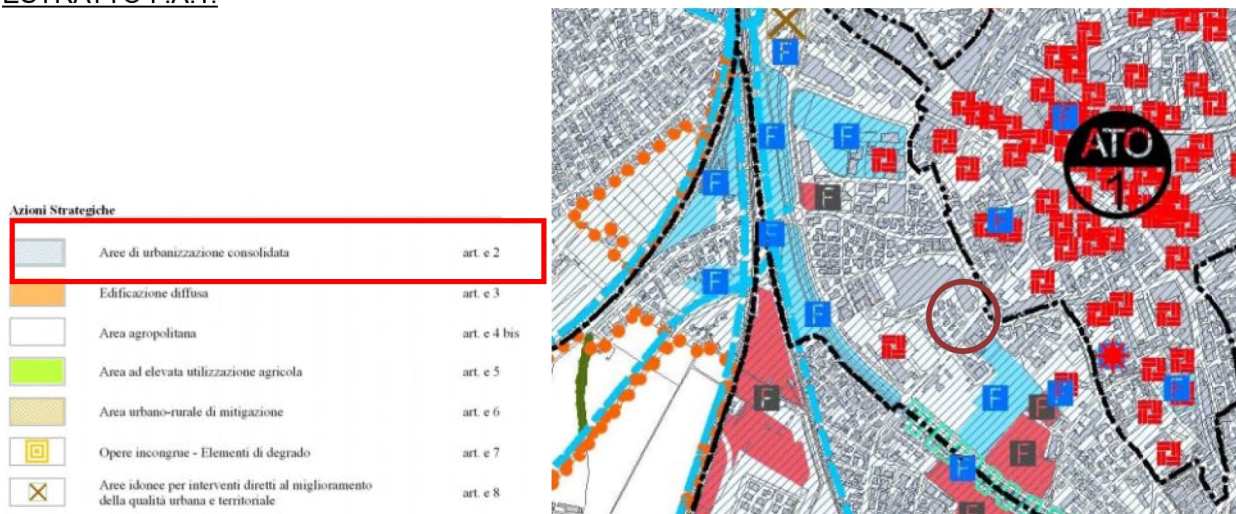 ESTRATTO P.A.T.
Azioni Strategiche
Aree di urbanizzazione consolidata art. e 2
Edificazione diffusa art. e 3
Area agropolitana art. e 4 bis
Area ad elevata utilizzazione agricola art. e 5
Area urbano-rurale di mitigazione art. e 6
Opere incongrue - Elementi di degrado art. e 7
Aree idonee per interventi diretti al miglioramento
della qualità urbana e territoriale art. e 8
F
F
F
F
F
F
ATO
1
F
F
F
F
F
F
F
F
F
F
F
F
F